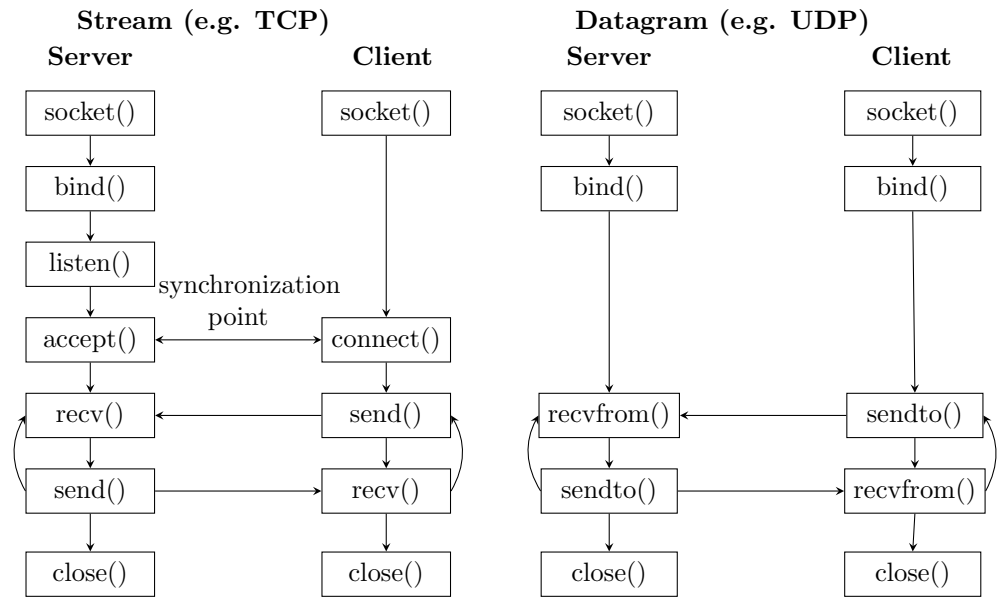 Stream (e.g. TCP)
Server
Client
socket()
bind()
listen()
accept()
recv()
send()
close()
synchronization
point
socket()
connect()
send()
recv()
close()
Datagram (e.g. UDP)
Server
Client
socket()
bind()
recvfrom()
sendto()
close()
socket()
bind()
sendto()
recvfrom()
close()